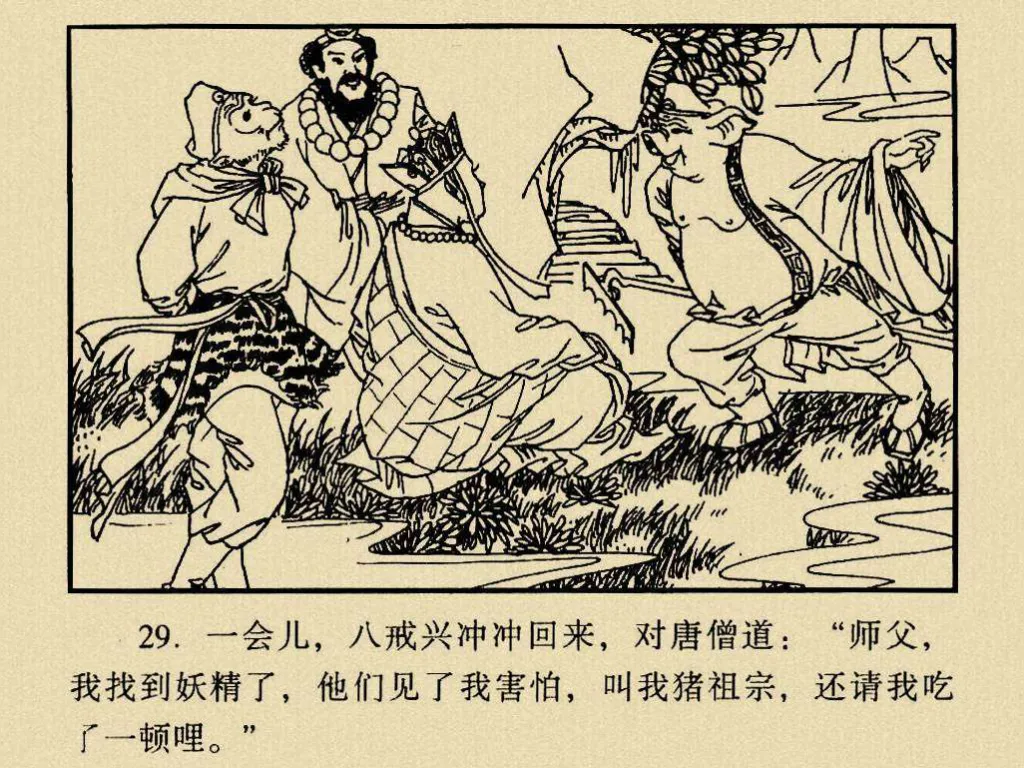 29. 一会儿，八戒兴冲冲回来，对唐僧道：“师父，
我找到妖精了，他们见了我害怕，叫我猪祖宗，还请我吃
了一顿哩。”